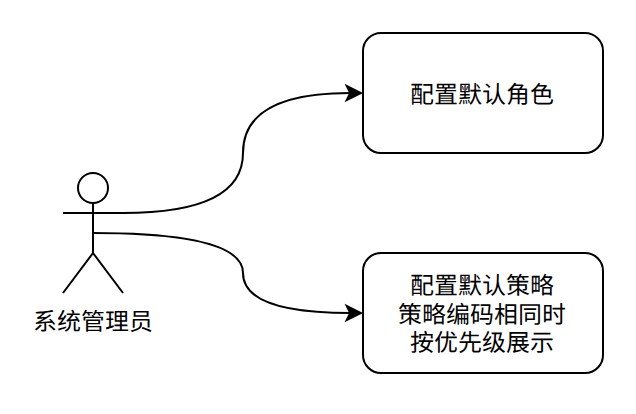 配置默认角色
系统管理员
配置默认策略
策略编码相同时
按优先级展示